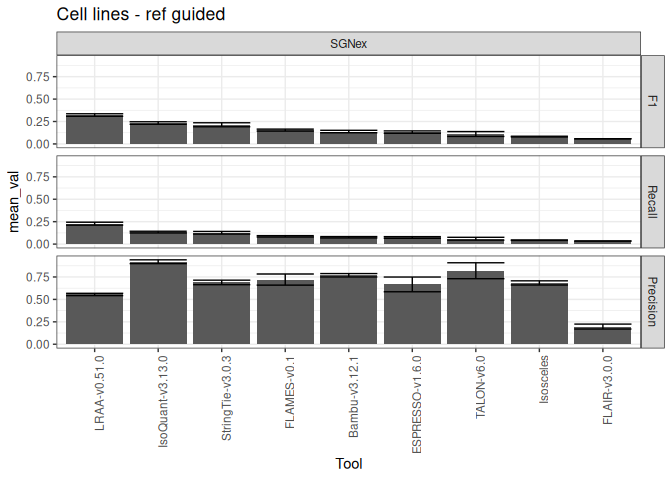 Cell lines - ref guided
SGNex
0.75
0.50
0.25
0.00
F1
0.75
0.50
0.25
0.00
Recall
0.75
0.50
0.25
0.00
Precision
mean_val
LRAA-v0.51.0
IsoQuant-v3.13.0
StringTie-v3.0.3
FLAMES-v0.1
Bambu-v3.12.1
ESPRESSO-v1.6.0
TALON-v6.0
Isosceles
FLAIR-v3.0.0
Tool